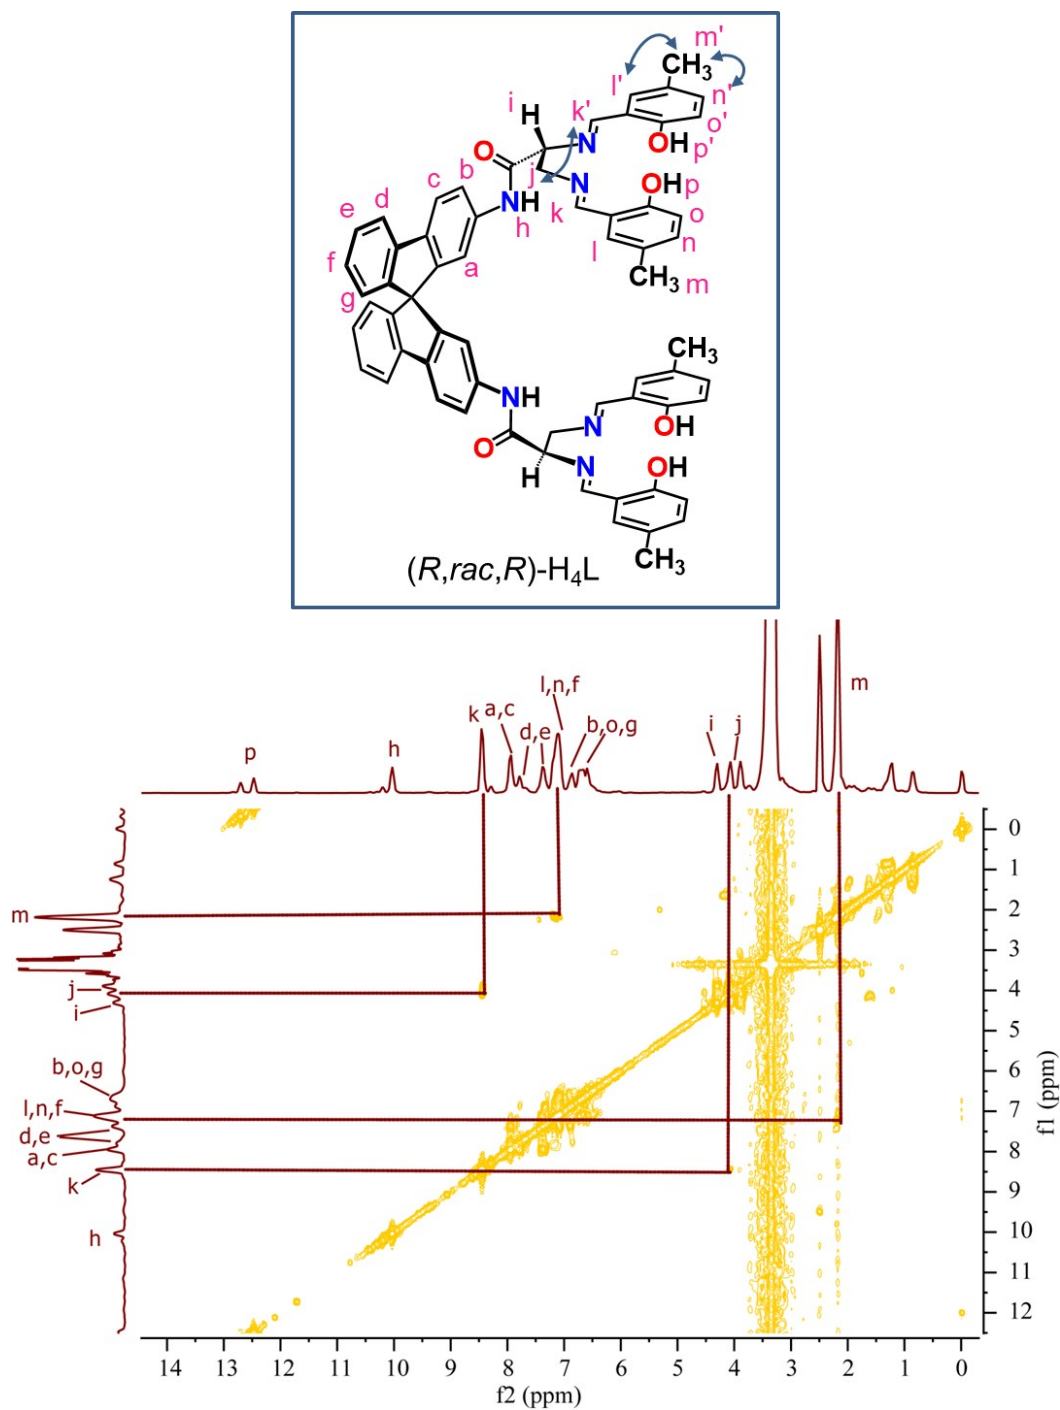 m'
CH3
l'
n'
i
H
k'
N
o'
OH
p'
O
j
b
c
OH
p
N
d
NH
h
k
o
e
l
n
f
a
CH3
m
g
CH3
NH
N
OH
O
N
OH
H
CH3
(R,rac,R)-H4L
l,n,f
m
k
a,c
d,e
b,o,g
i
j
p
h
m
j
i
b,o,g
l,n,f
d,e
a,c
k
h
0
1
2
3
4
5
6
7
8
9
10
11
12
f1 (ppm)
14 13 12 11 10 9 8 7 6 5 4 3 2 1 0
f2 (ppm)